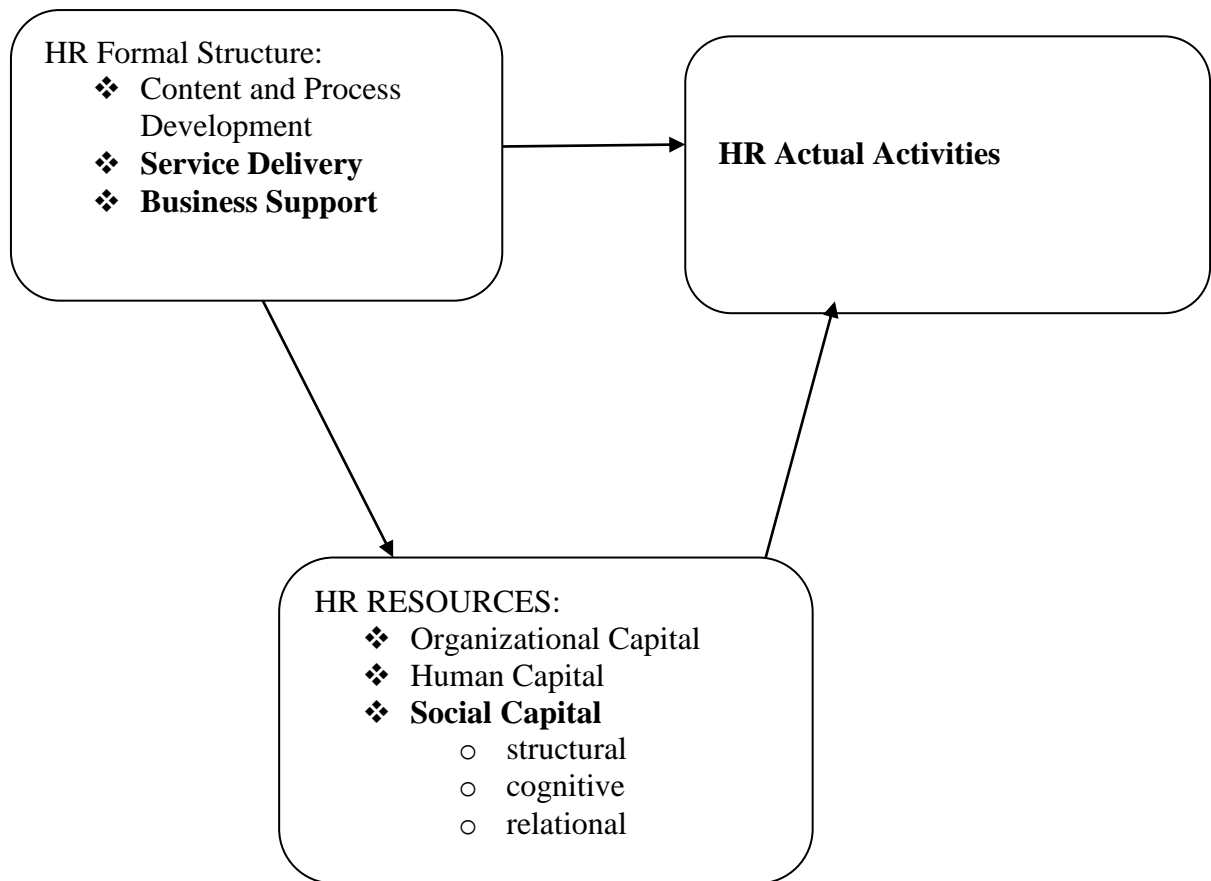 HR Formal Structure:
❖ Content and Process
Development
❖ Service Delivery
❖ Business Support
HR Actual Activities
HR RESOURCES:
❖ Organizational Capital
❖ Human Capital
❖ Social Capital
o structural
o cognitive
o relational